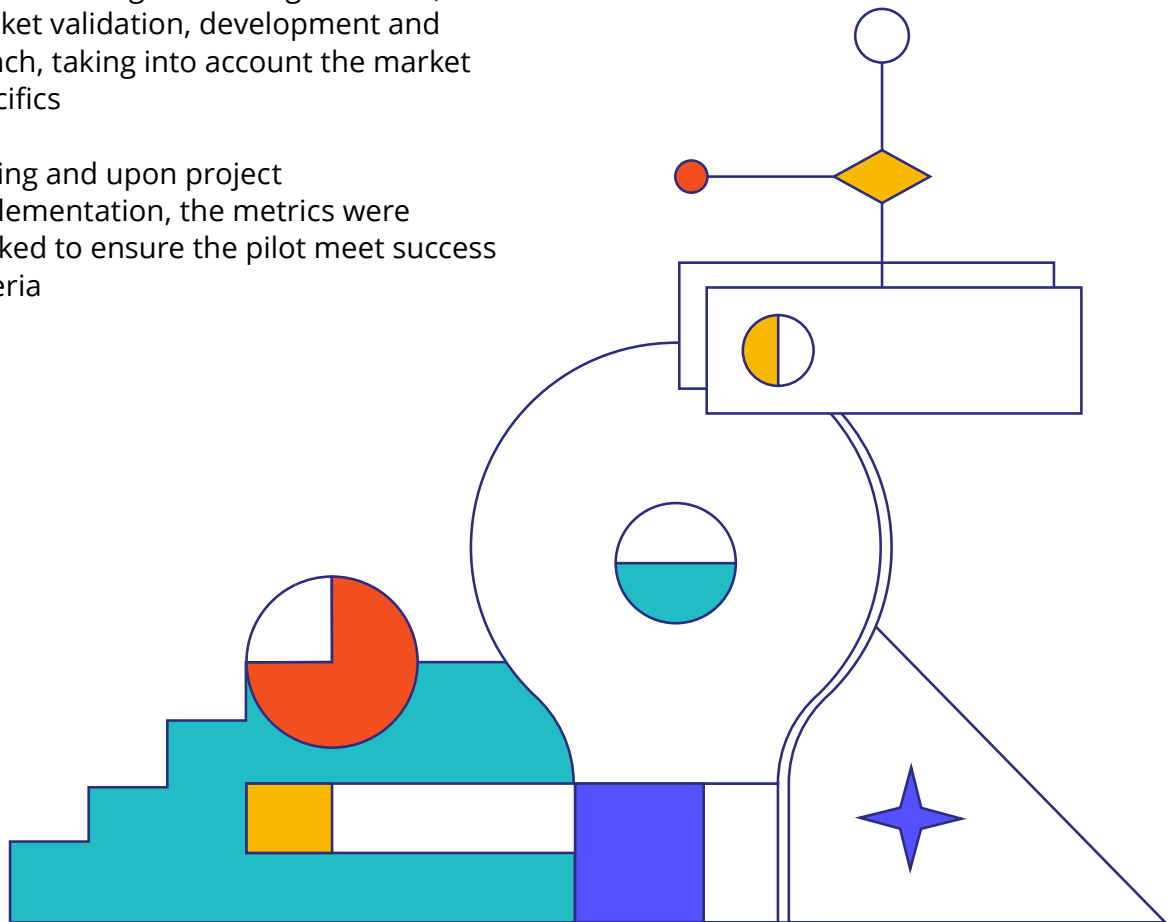 ket validation, development and
ch, taking into account the market
cifics
ing and upon project
lementation, the metrics were
ked to ensure the pilot meet success
eria